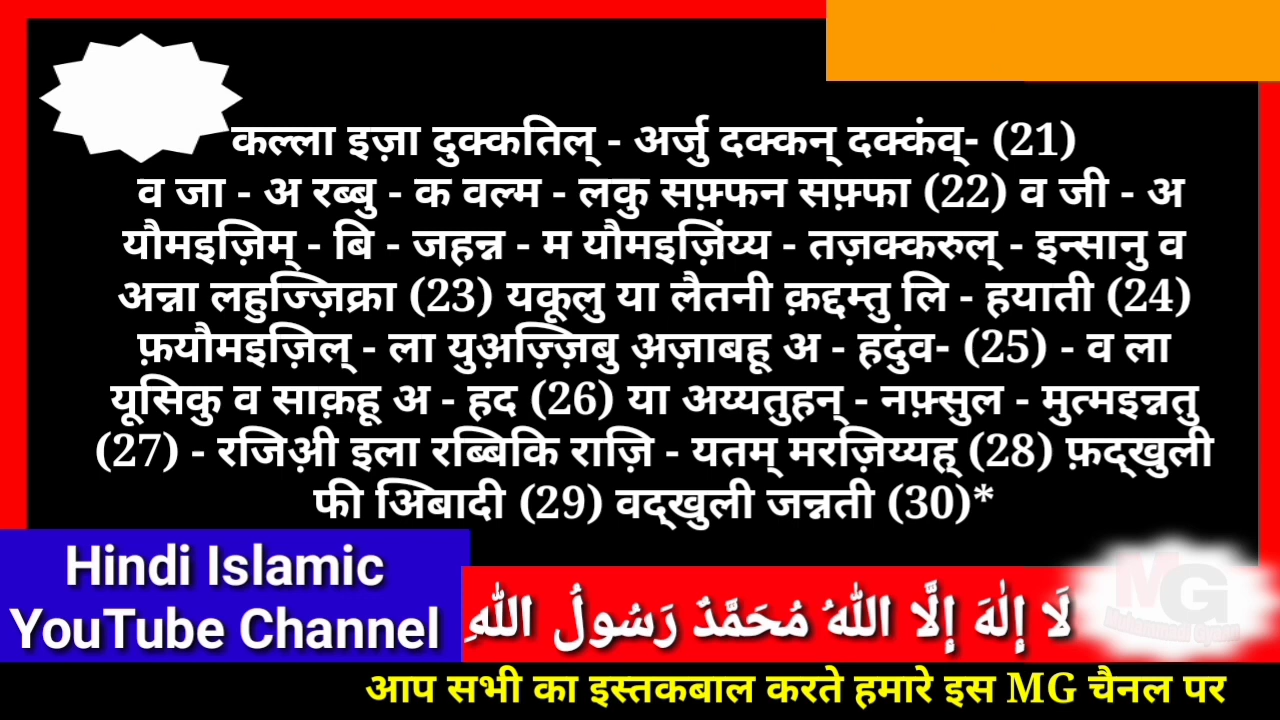 कल्ला इज़ा दुक्कतिल् - अर्जु दक्कन् दक्कंव्- (21)
व जा - अ रब्बु - क वल्म - लकु सफ़्फन सफ़्फा (22) व जी - अ
यौमइज़िम् - बि - जहन्न - म यौमइज़िंय्य - तज़क्करुल् - इन्सानु व
अन्ना लहुज्ज़िक्रा (23) यकूलु या लैतनी क़द्दम्तु लि - हयाती (24)
फ़यौमइज़िल् - ला युअ़ज़्ज़िबु अ़ज़ाबहू अ - हदुंव- (25) - व ला
यूसिकु व साक़हू अ - हद (26) या अय्यतुहन् - नफ़्सुल - मुत्मइन्नतु
(27) - रजिअ़ी इला रब्बिकि राज़ि - यतम् मरज़िय्यह् (28) फ़द्खुली
फी अिबादी (29) वद्खुली जन्नती (30)*
Hindi Islamic
YouTube Channel
لَا إِلٰهَ إِلَّا اللهُ مُحَمَّدٌ رَسُولُ اللهِ
MG
आप सभी का इस्तकबाल करते हमारे इस MG चैनल पर